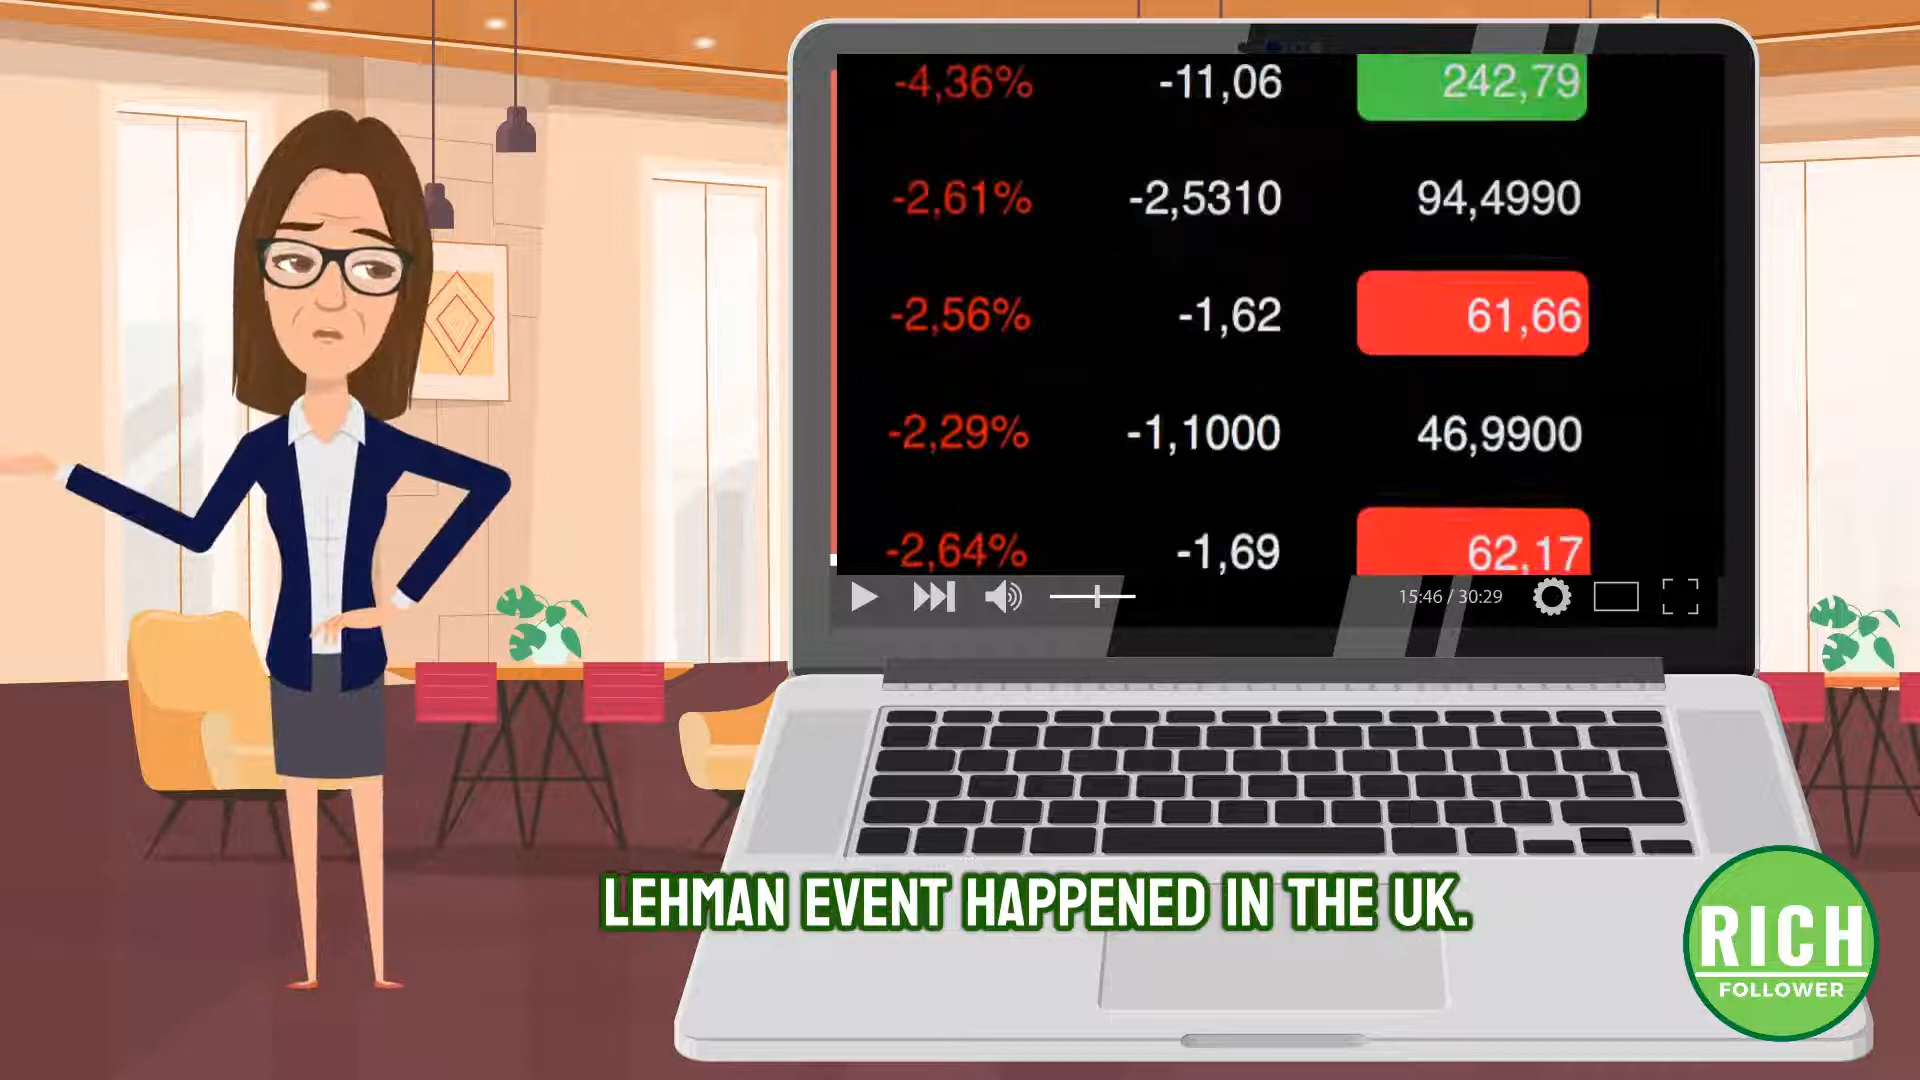 -4,36% -11,06 242,79
-2,61% -2,5310 94,4990
-2,56% -1,62 61,66
-2,29% -1,1000 46,9900
-2,64% -1,69 62,17
15:46 / 30:29
LEHMAN EVENT HAPPENED IN THE UK.
RICH
FOLLOWER